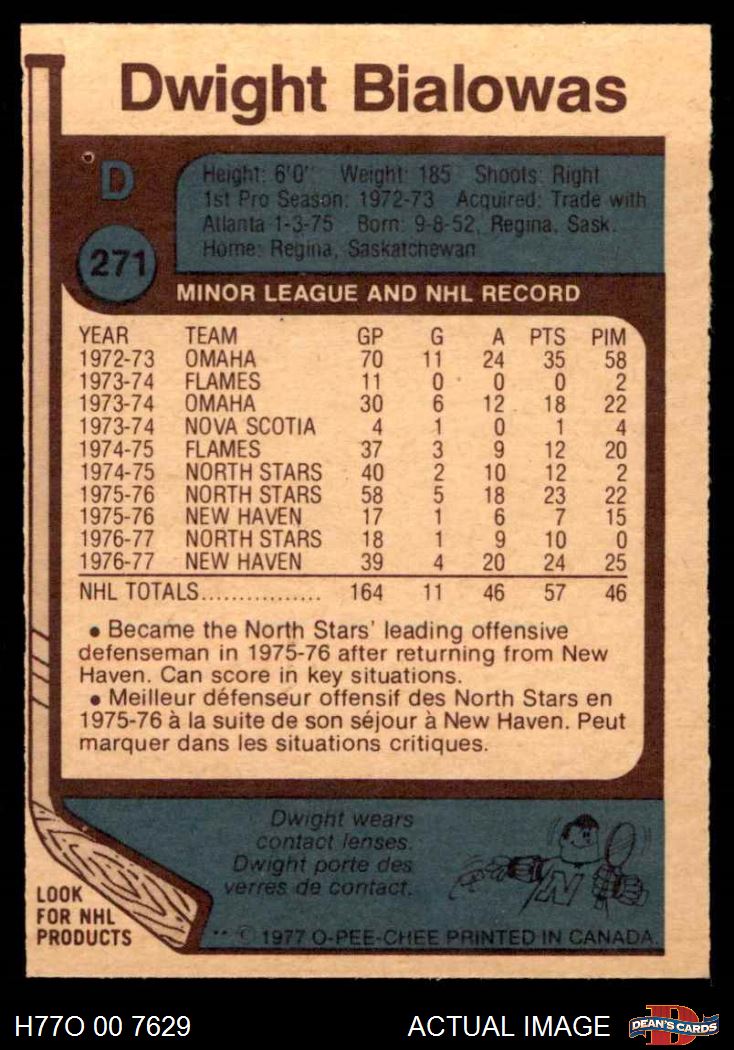 Dwight Bialowas
D
Height: 6'0" Weight: 185 Shoots: Right
1st Pro Season: 1972-73 Acquired: Trade with
Atlanta 1-3-75 Born: 9-8-52, Regina, Sask.
Home: Regina, Saskatchewan
271
MINOR LEAGUE AND NHL RECORD
YEAR TEAM GP G A PTS PIM
1972-73 OMAHA 70 11 24 35 58
1973-74 FLAMES 11 0 0 0 2
1973-74 OMAHA 30 6 12 18 22
1973-74 NOVA SCOTIA 4 1 0 1 4
1974-75 FLAMES 37 3 9 12 20
1974-75 NORTH STARS 40 2 10 12 2
1975-76 NORTH STARS 58 5 18 23 22
1975-76 NEW HAVEN 17 1 6 7 15
1976-77 NORTH STARS 18 1 9 10 0
1976-77 NEW HAVEN 39 4 20 24 25
NHL TOTALS................ 164 11 46 57 46
• Became the North Stars' leading offensive
defenseman in 1975-76 after returning from New
Haven. Can score in key situations.
• Meilleur défenseur offensif des North Stars en
1975-76 à la suite de son séjour à New Haven. Peut
marquer dans les situations critiques.
Dwight wears
contact lenses.
Dwight porte des
verres de contact.
N
LOOK
FOR NHL
PRODUCTS
** © 1977 O-PEE-CHEE PRINTED IN CANADA.
H77O 00 7629
ACTUAL IMAGE
D
DEAN'S CARDS